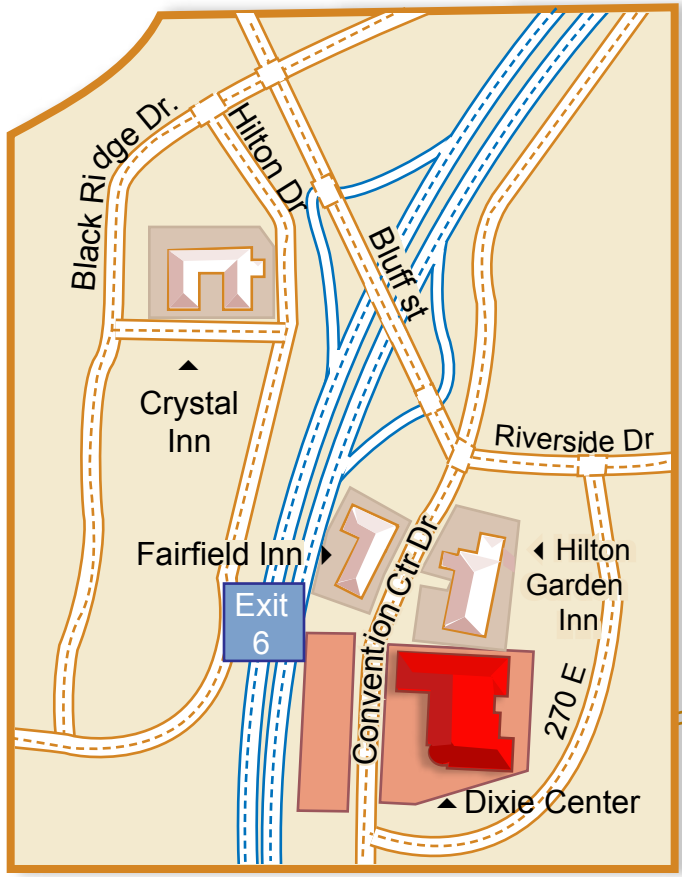 Black Ri dge Dr.
Hilton Dr
Bluff st
Crystal
Inn
Riverside Dr
Fairfield Inn
Hilton
Garden
Inn
Convention Ctr Dr
Exit
6
270 E
Dixie Center